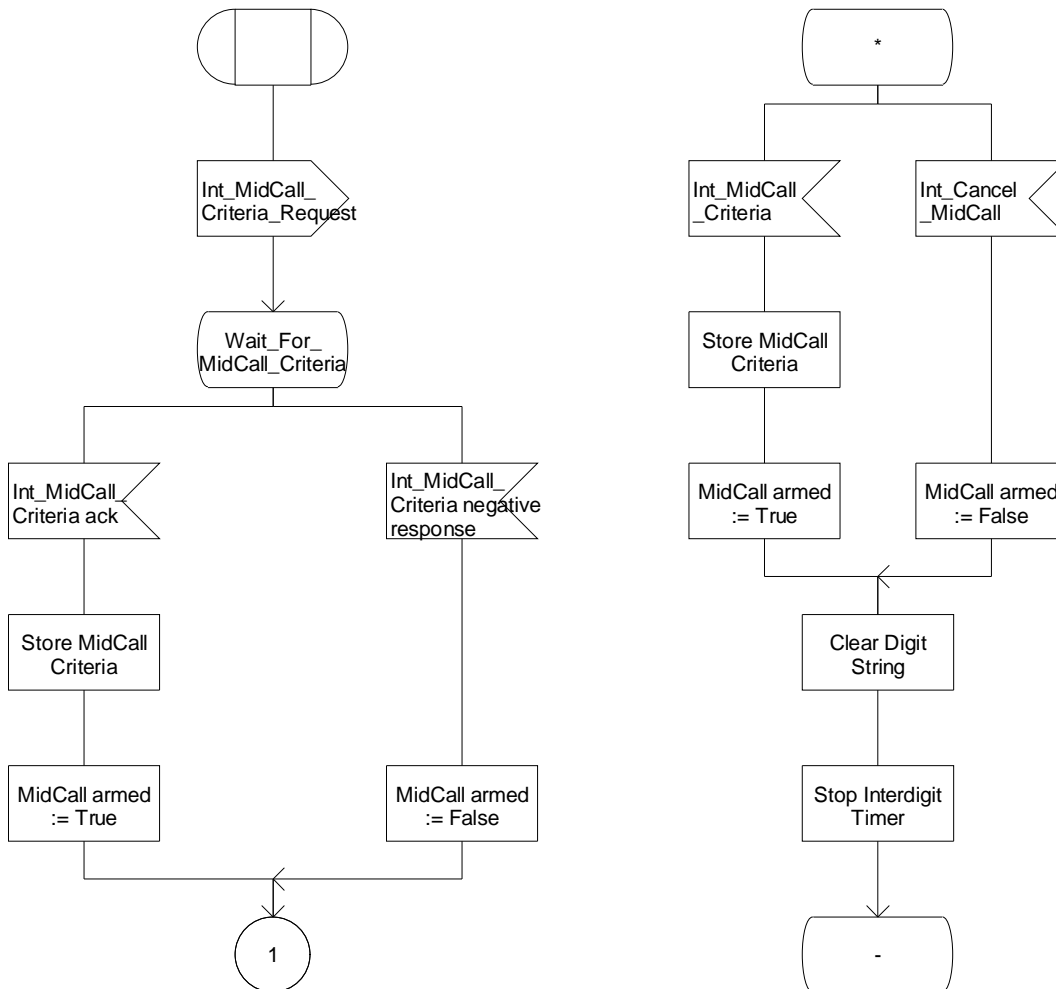 Int_MidCall_
Criteria_Request
Wait_For_
MidCall_Criteria
Int_MidCall_
Criteria ack
Int_MidCall_
Criteria negative
response
Store MidCall
Criteria
MidCall armed
:= True
MidCall armed
:= False
1
*
Int_MidCall
_Criteria
Int_Cancel
_MidCall
Store MidCall
Criteria
MidCall armed
:= True
MidCall armed
:= False
Clear Digit
String
Stop Interdigit
Timer
-